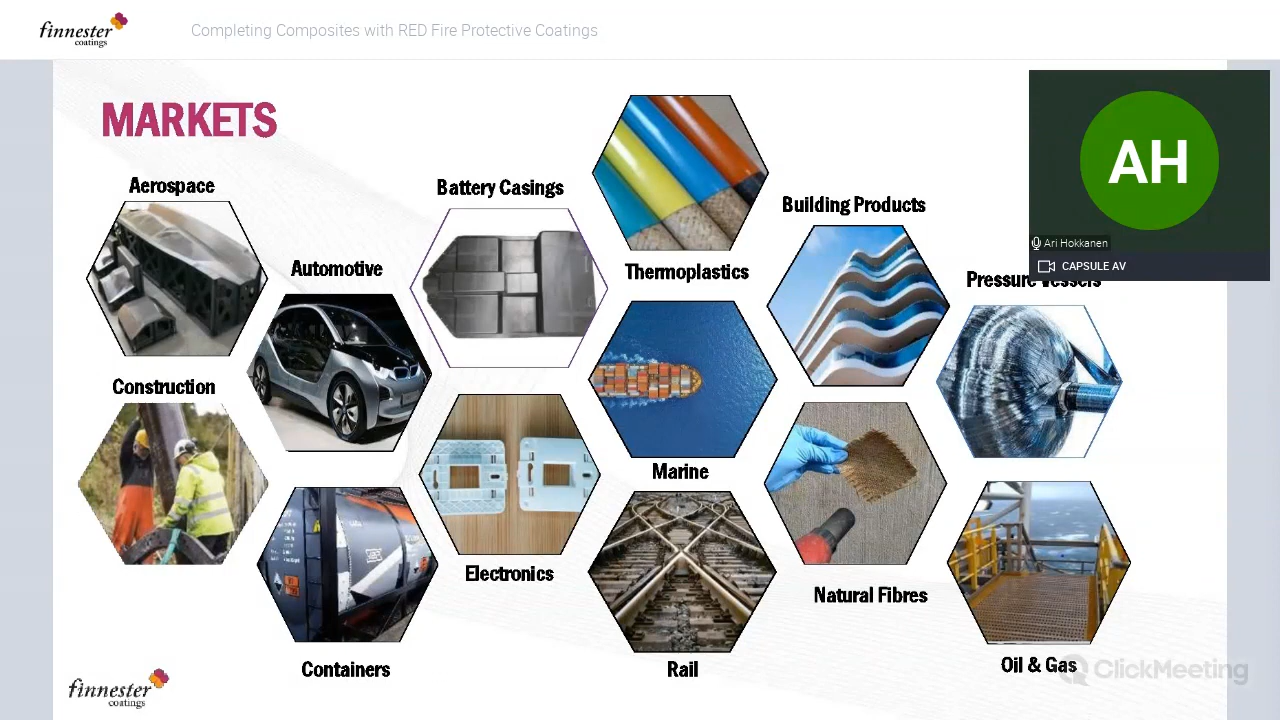 finnester
coatings
Completing Composites with RED Fire Protective Coatings
MARKETS
AH
Ari Hokkanen
CAPSULE AV
Aerospace
Battery Casings
Building Products
Automotive
Thermoplastics
Pressure Vessels
Construction
Marine
Electronics
Natural Fibres
Containers
Rail
Oil & Gas
finnester
coatings
ClickMeeting